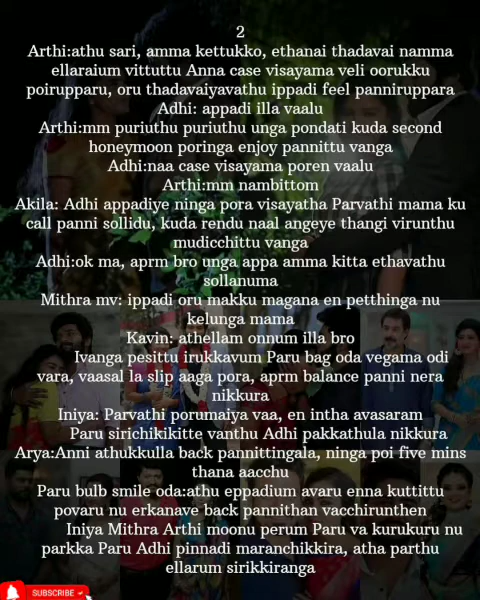 2
Arthi:athu sari, amma kettukko, ethanai thadavai namma
ellaraium vittuttu Anna case visayama veli oorukku
poirupparu, oru thadavaiyavathu ippadi feel panniruppara
Adhi: appadi illa vaalu
Arthi:mm puriuthu puriuthu unga pondati kuda second
honeymoon poringa enjoy pannittu vanga
Adhi:naa case visayama poren vaalu
Arthi:mm nambittom
Akila: Adhi appadiye ninga pora visayatha Parvathi mama ku
call panni sollidu, kuda rendu naal angeye thangi virunthu
mudicchittu vanga
Adhi:ok ma, aprm bro unga appa amma kitta ethavathu
sollanuma
Mithra mv: ippadi oru makku magana en petthinga nu
kelunga mama
Kavin: athellam onnum illa bro
Ivanga pesittu irukkavum Paru bag oda vegama odi
vara, vaasal la slip aaga pora, aprm balance panni nera
nikkura
Iniya: Parvathi porumaiya vaa, en intha avasaram
Paru sirichikikitte vanthu Adhi pakkathula nikkura
Arya:Anni athukkulla back pannittingala, ninga poi five mins
thana aacchu
Paru bulb smile oda:athu eppadium avaru enna kuttittu
povaru nu erkanave back pannithan vacchirunthen
Iniya Mithra Arthi moonu perum Paru va kurukuru nu
parkka Paru Adhi pinnadi maranchikkira, atha parthu
ellarum sirikkiranga
SUBSCRIBE